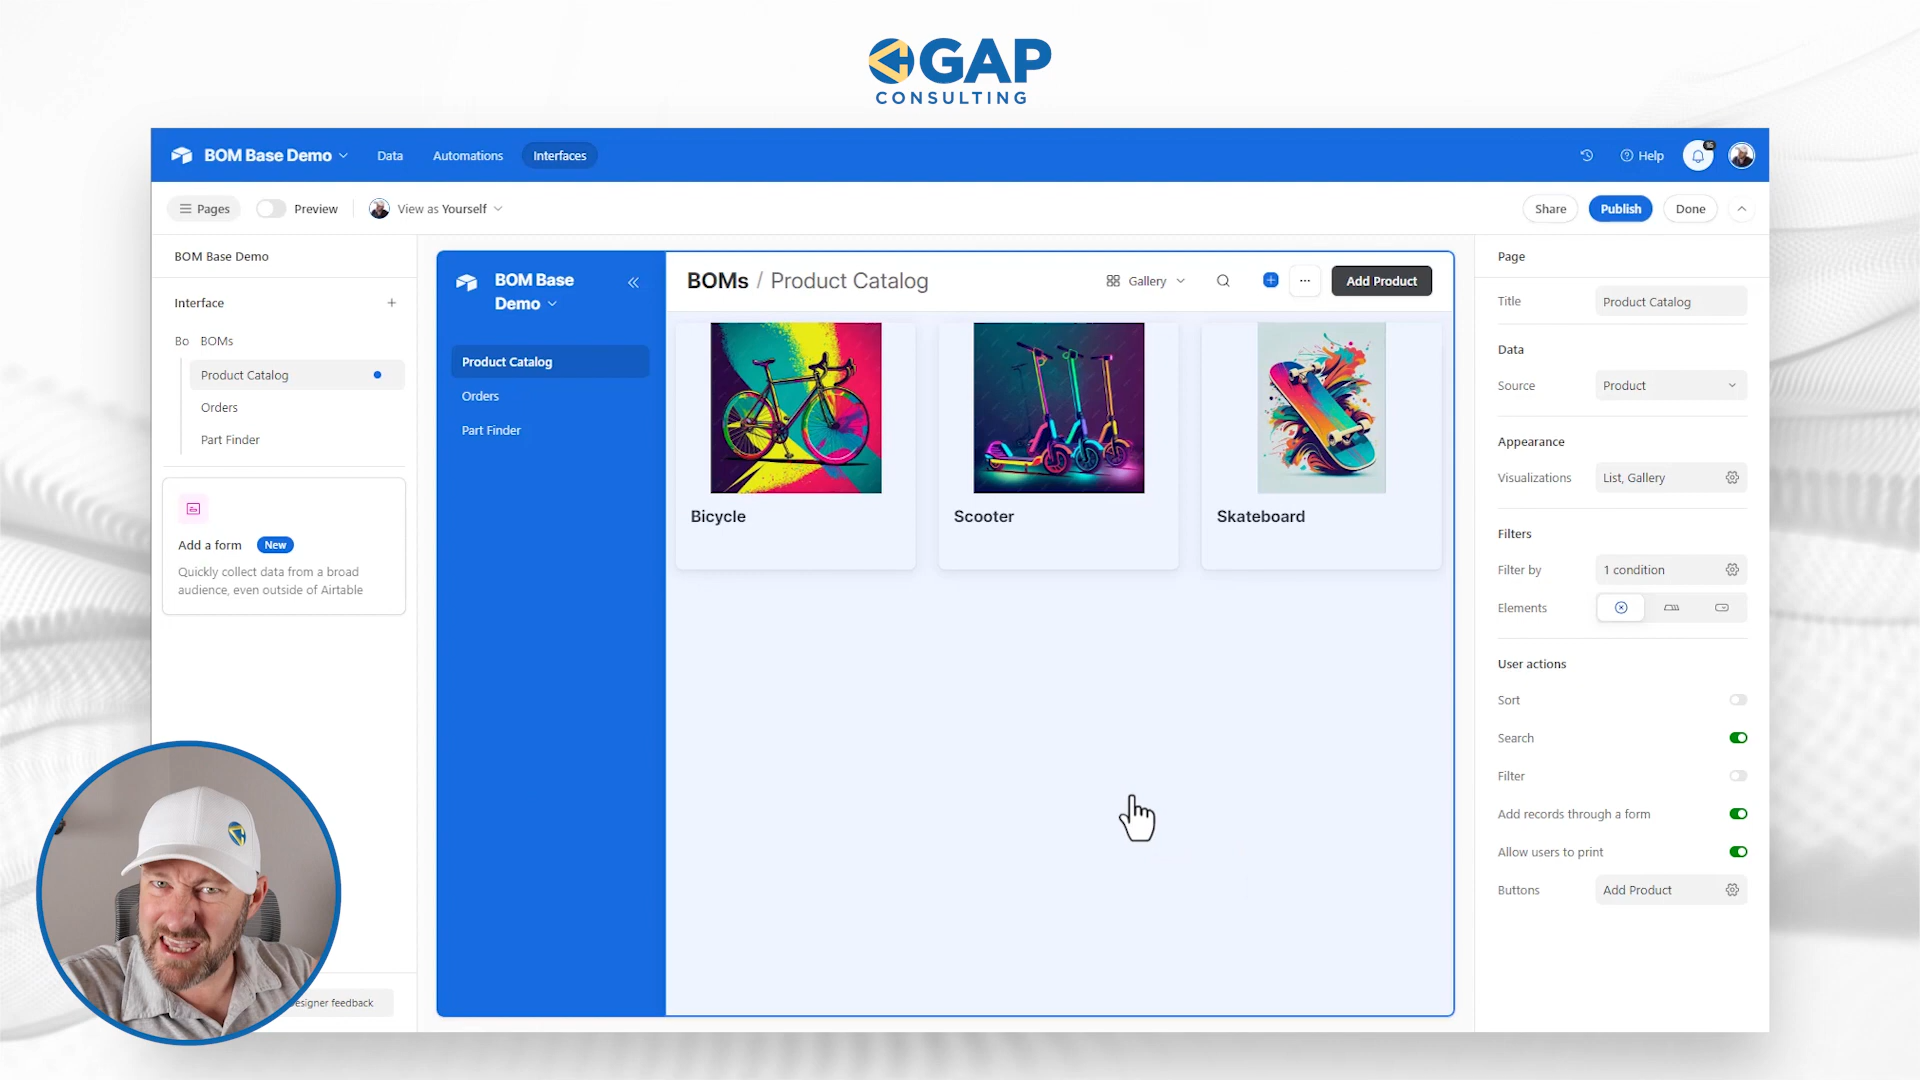 GAP
CONSULTING
BOM Base Demo
Data
Automations
Interfaces
Help
15
Pages
Preview
View as Yourself
Share
Publish
Done
BOM Base Demo
Interface
BOMs
Product Catalog
Orders
Part Finder
Add a form
New
Quickly collect data from a broad
audience, even outside of Airtable
esigner feedback
BOM Base
Demo
Product Catalog
Orders
Part Finder
BOMs / Product Catalog
Gallery
Add Product
Bicycle
Scooter
Skateboard
Page
Title
Product Catalog
Data
Source
Product
Appearance
Visualizations
List, Gallery
Filters
Filter by
1 condition
Elements
User actions
Sort
Search
Filter
Add records through a form
Allow users to print
Buttons
Add Product